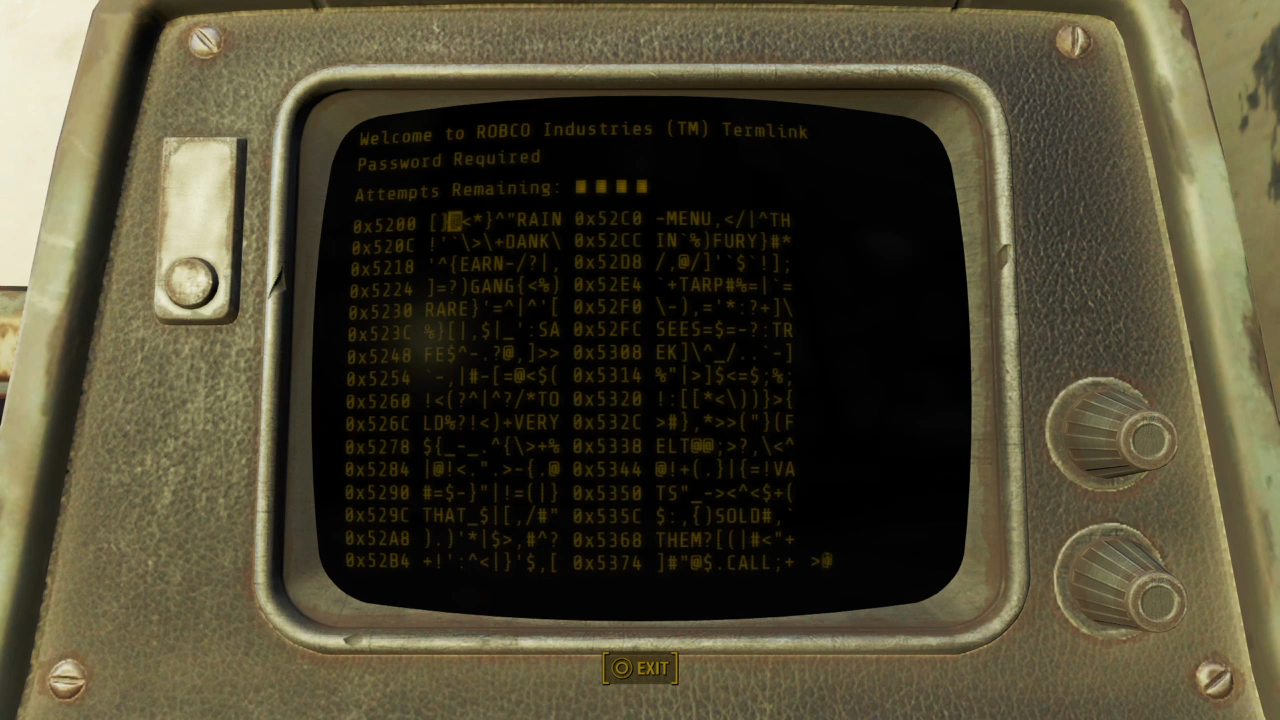 Welcome to ROBCO Industries (TM) Termlink
Password Required
Attempts Remaining: ■ ■ ■ ■
0x5200 [}@<*}^"RAIN 0x52C0 -MENU,</|^TH
0x520C !'`\>\+DANK\ 0x52CC IN`%)FURY}#*
0x5218 '^{EARN-/?|, 0x52D8 /,@/]'`$`!];
0x5224 ]=?)GANG{<%) 0x52E4 `+TARP#%=|`=
0x5230 RARE}'=^|^'[ 0x52F0 \-),='*:?+]\
0x523C %}[|,$|_':SA 0x52FC SEES=$=-?:TR
0x5248 FE$^-.?@,]>> 0x5308 EK]\^_/..`-]
0x5254 `-,|#-[=@<$( 0x5314 %"|>]$<=$;%;
0x5260 !<(?^|^?/*TO 0x5320 !:[[*<\))}>{
0x526C LD%?!<)+VERY 0x532C >#},*>>("}(F
0x5278 ${_-_.^{\>+% 0x5338 ELT@@;>?,\<^
0x5284 |@!<.".>-{.@ 0x5344 @!+(.}|{=!VA
0x5290 #=$-}"|!=(|} 0x5350 TS"_-><^<$+(
0x529C THAT_$|[,/#" 0x535C $:,{)SOLD#,`
0x52A8 ).)'*|$>,#^? 0x5368 THEM?[(|#<"+
0x52B4 +!':^<|}'$,[ 0x5374 ]#"@$.CALL;+ >@
EXIT